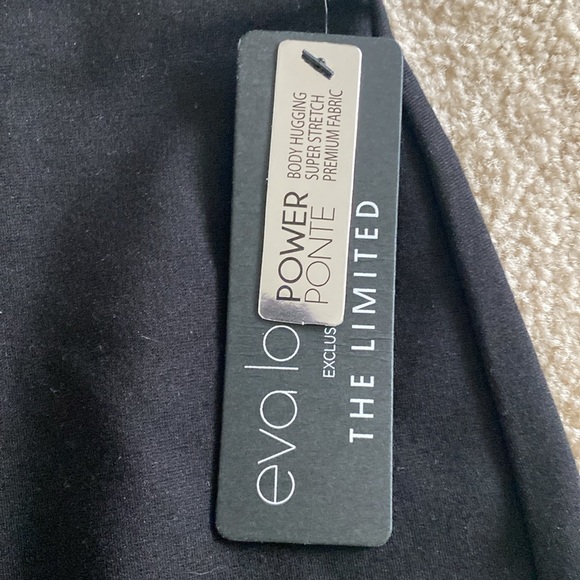 POWER
PONTE
BODY HUGGING
SUPER STRETCH
PREMIUM FABRIC
eva lo
EXCLUS
THE LIMITED